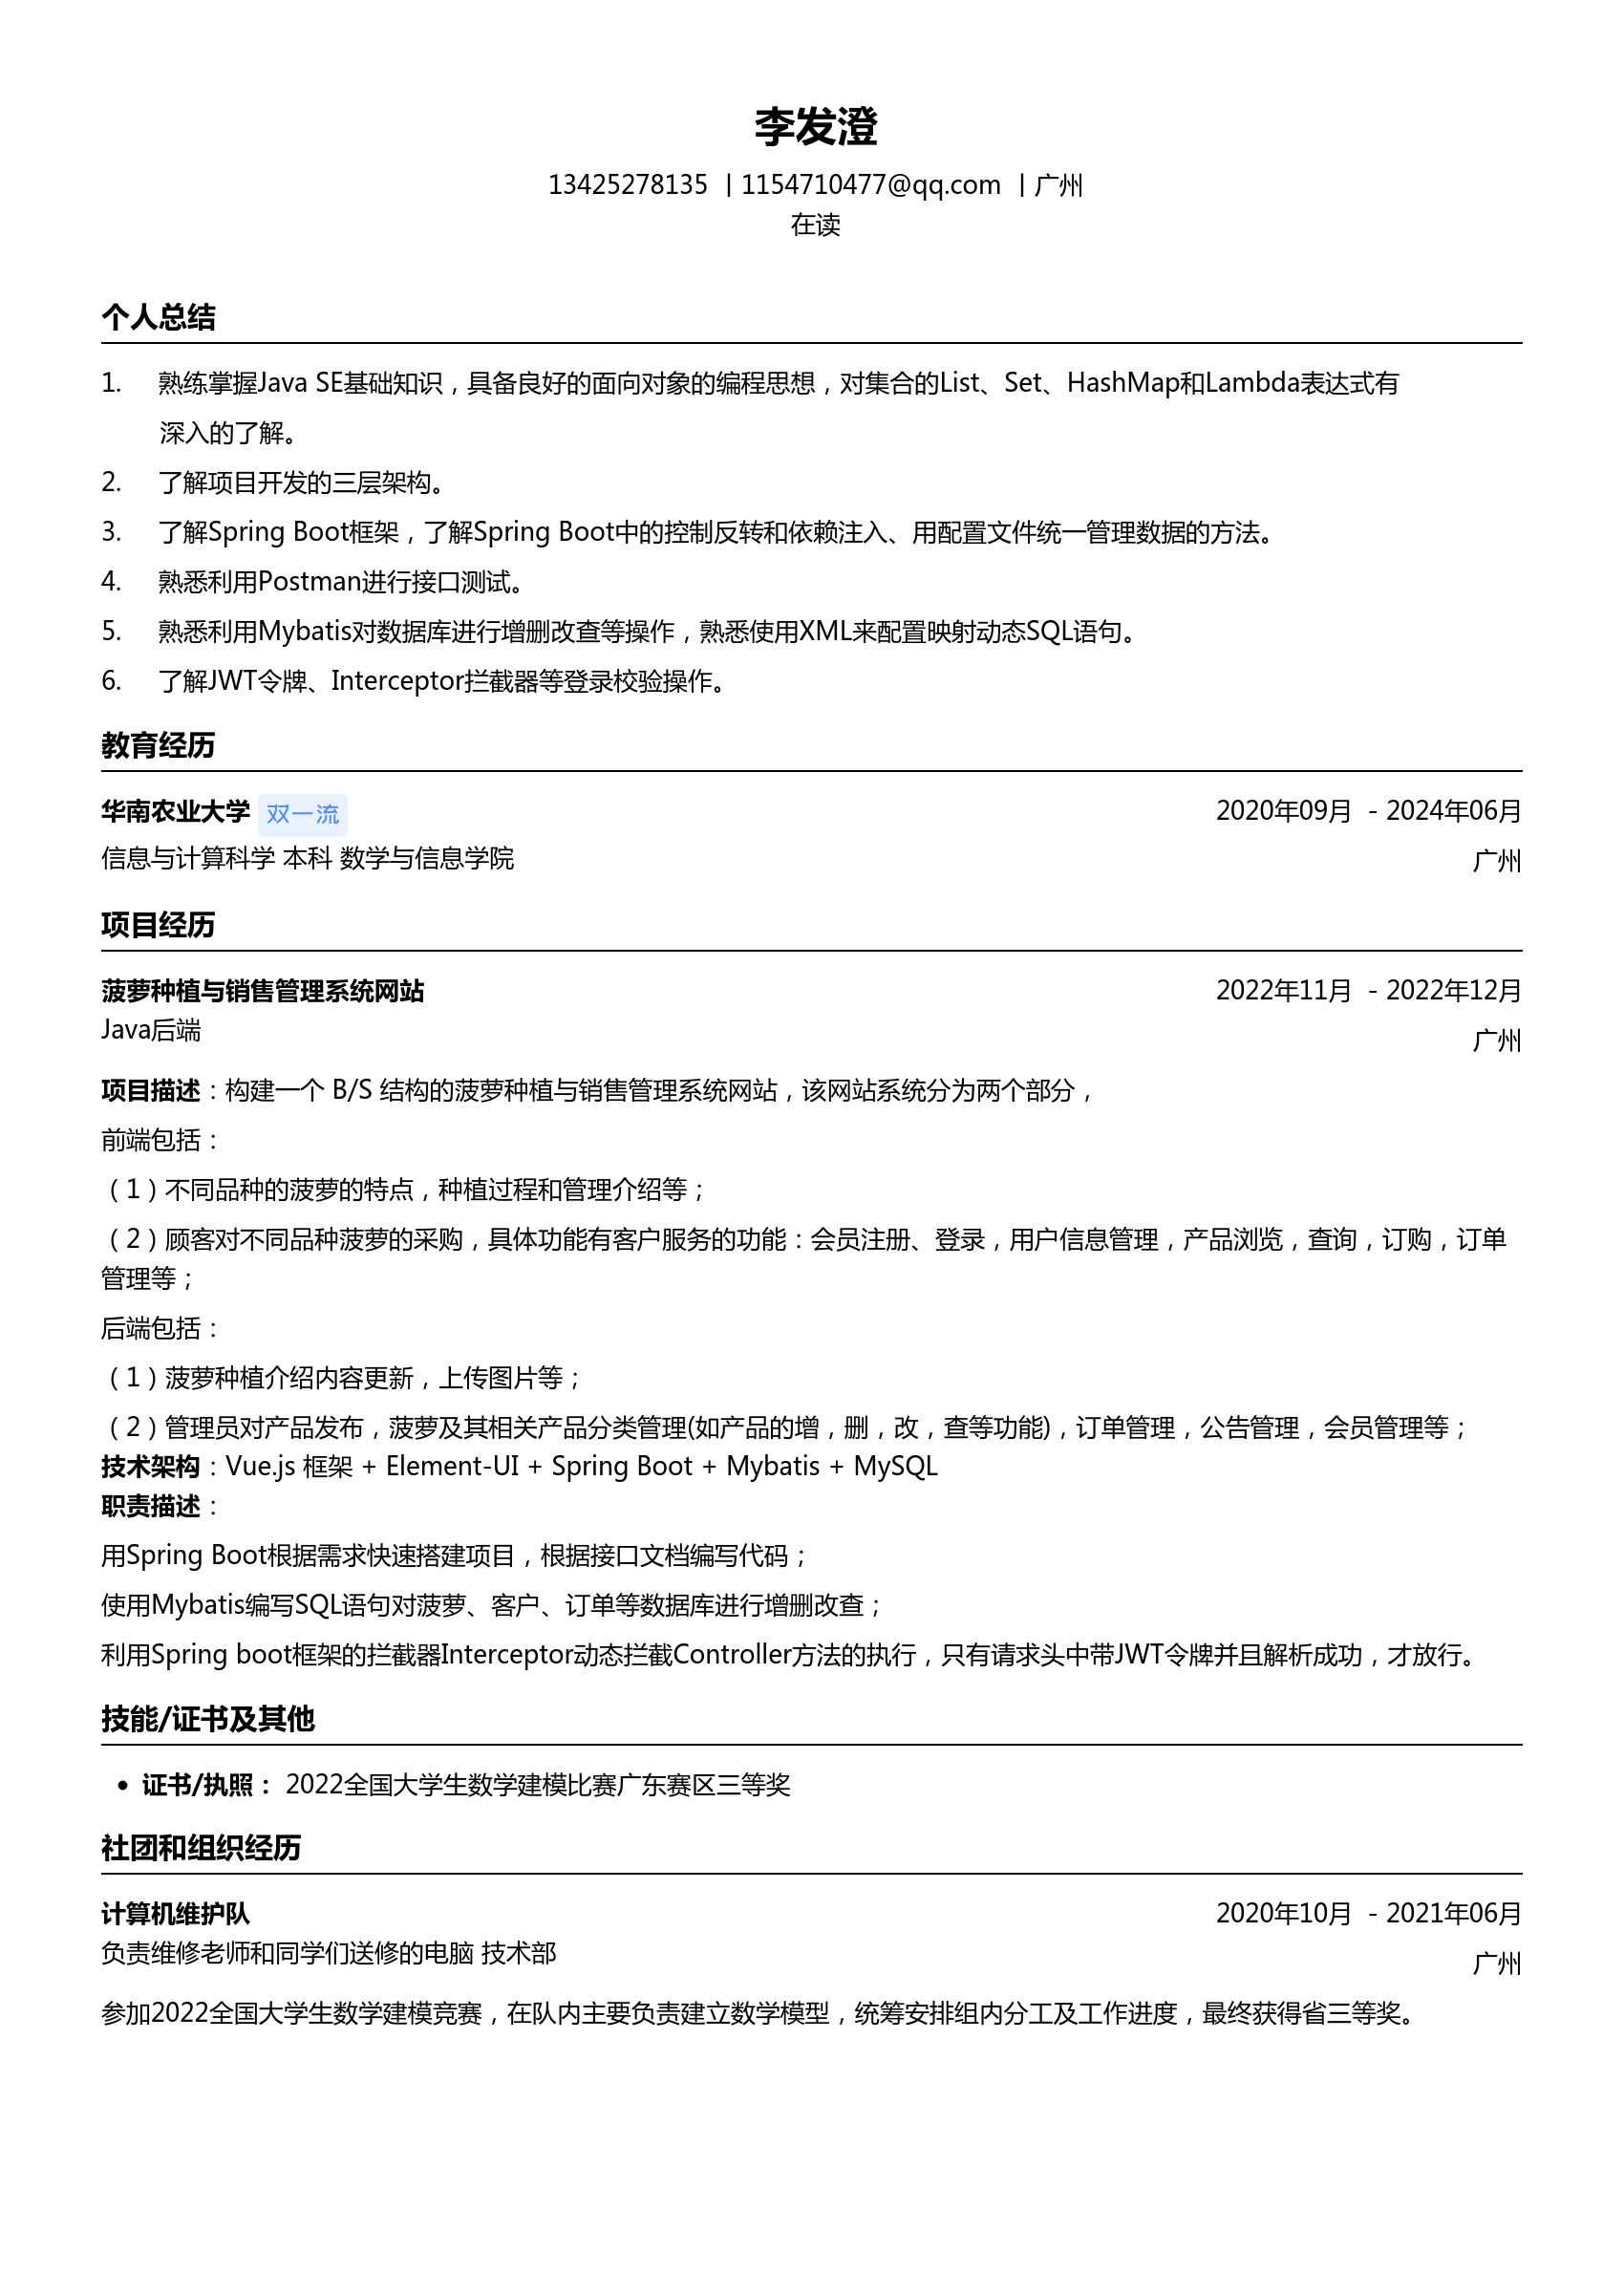 李发澄
13425278135 | 1154710477@qq.com | 广州
在读
个人总结
1. 熟练掌握Java SE基础知识，具备良好的面向对象的编程思想，对集合的List、Set、HashMap和Lambda表达式有
深入的了解。
2. 了解项目开发的三层架构。
3. 了解Spring Boot框架，了解Spring Boot中的控制反转和依赖注入、用配置文件统一管理数据的方法。
4. 熟悉利用Postman进行接口测试。
5. 熟悉利用Mybatis对数据库进行增删改查等操作，熟悉使用XML来配置映射动态SQL语句。
6. 了解JWT令牌、Interceptor拦截器等登录校验操作。
教育经历
华南农业大学 双一流 2020年09月 - 2024年06月
信息与计算科学 本科 数学与信息学院 广州
项目经历
菠萝种植与销售管理系统网站 2022年11月 - 2022年12月
Java后端 广州
项目描述：构建一个 B/S 结构的菠萝种植与销售管理系统网站，该网站系统分为两个部分，
前端包括：
（1）不同品种的菠萝的特点，种植过程和管理介绍等；
（2）顾客对不同品种菠萝的采购，具体功能有客户服务的功能：会员注册、登录，用户信息管理，产品浏览，查询，订购，订单
管理等；
后端包括：
（1）菠萝种植介绍内容更新，上传图片等；
（2）管理员对产品发布，菠萝及其相关产品分类管理(如产品的增，删，改，查等功能)，订单管理，公告管理，会员管理等；
技术架构：Vue.js 框架 + Element-UI + Spring Boot + Mybatis + MySQL
职责描述：
用Spring Boot根据需求快速搭建项目，根据接口文档编写代码；
使用Mybatis编写SQL语句对菠萝、客户、订单等数据库进行增删改查；
利用Spring boot框架的拦截器Interceptor动态拦截Controller方法的执行，只有请求头中带JWT令牌并且解析成功，才放行。
技能/证书及其他
• 证书/执照： 2022全国大学生数学建模比赛广东赛区三等奖
社团和组织经历
计算机维护队 2020年10月 - 2021年06月
负责维修老师和同学们送修的电脑 技术部 广州
参加2022全国大学生数学建模竞赛，在队内主要负责建立数学模型，统筹安排组内分工及工作进度，最终获得省三等奖。